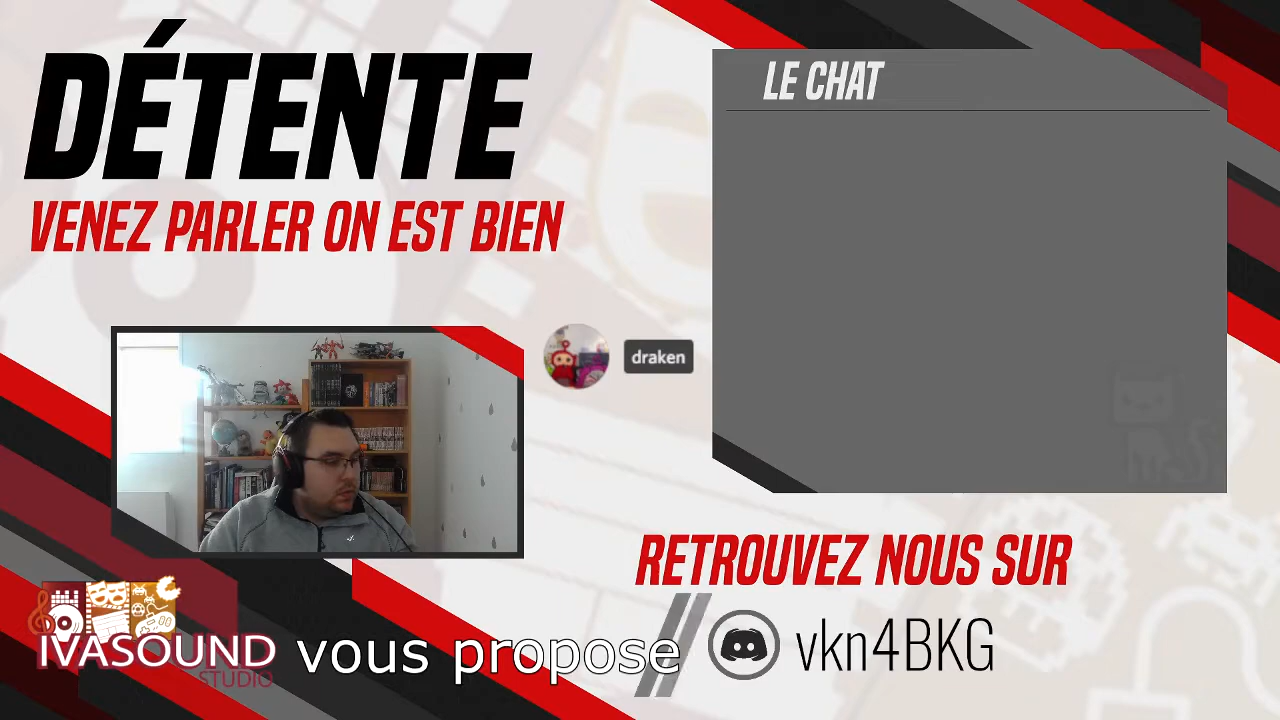 DÉTENTE
VENEZ PARLER ON EST BIEN
LE CHAT
draken
RETROUVEZ NOUS SUR
vkn4BKG
IVASOUND vous propose
STUDIO